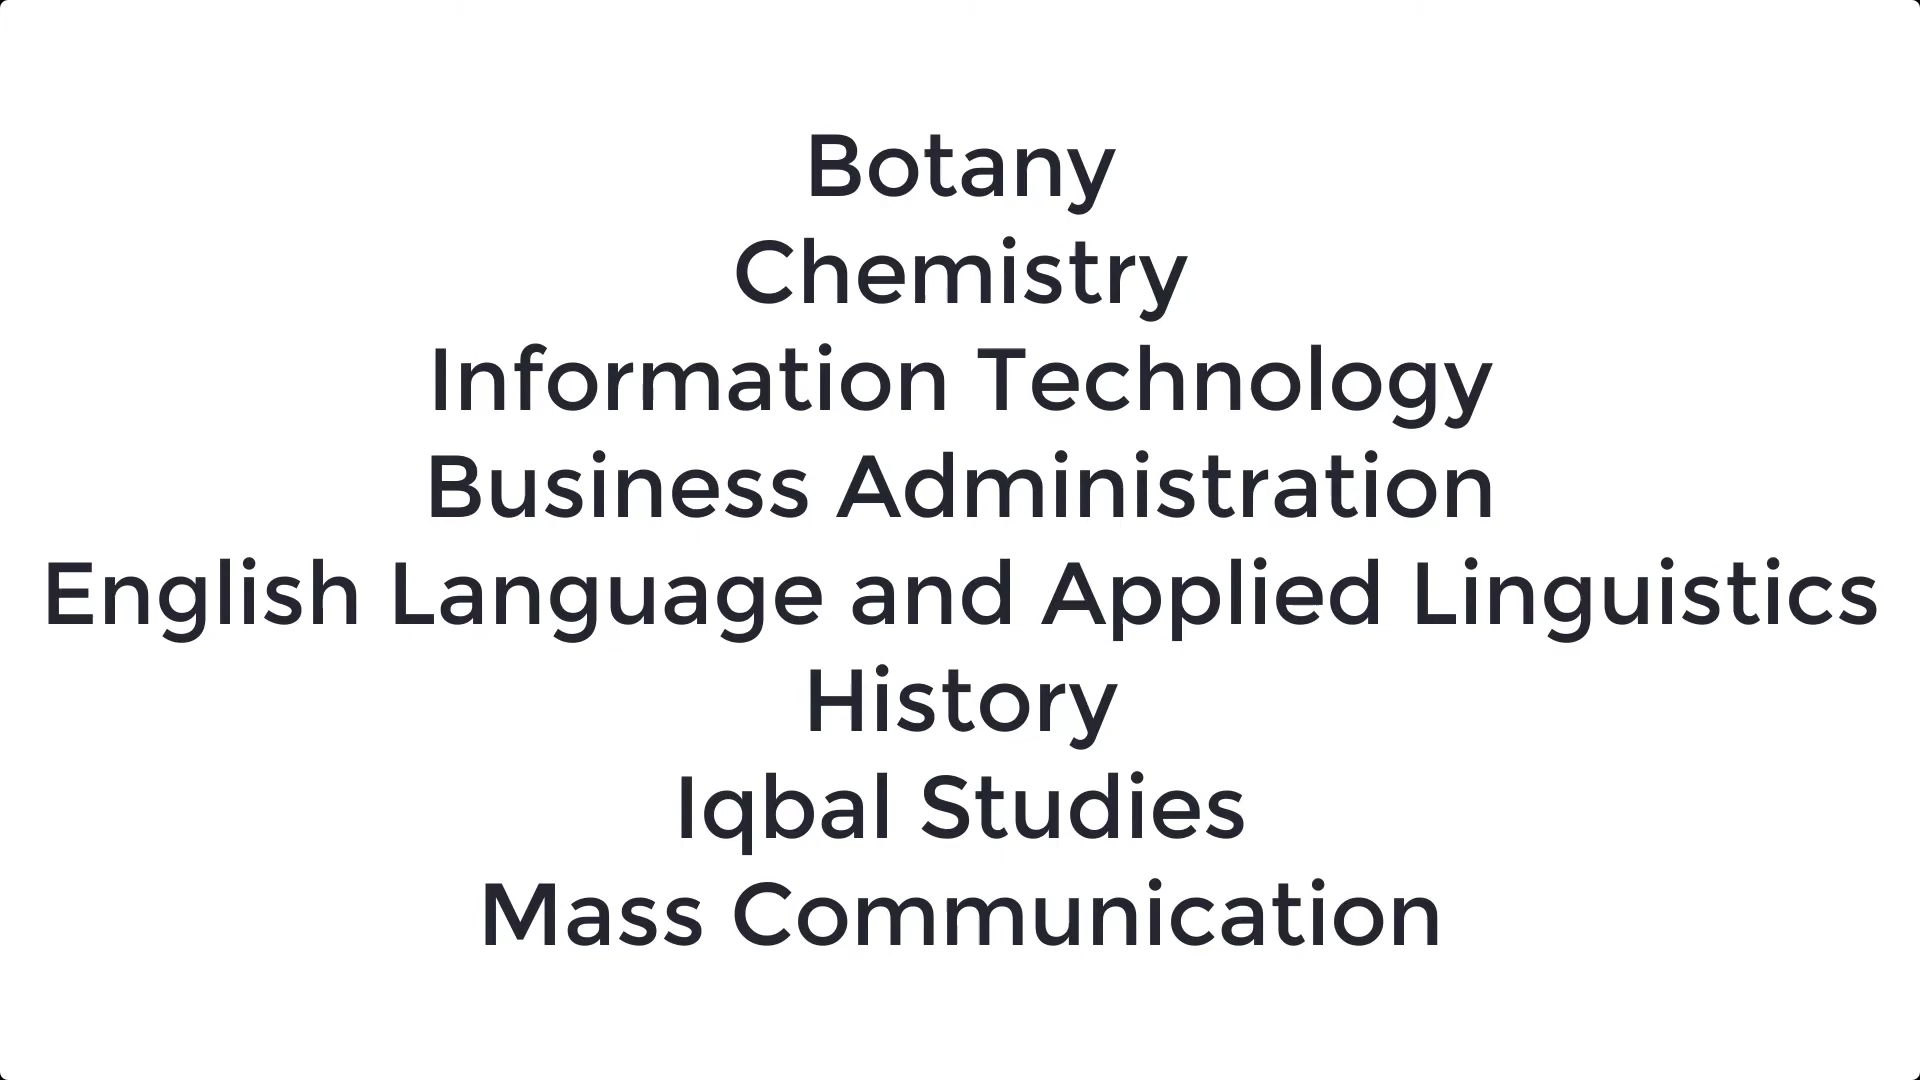 Botany
Chemistry
Information Technology
Business Administration
English Language and Applied Linguistics
History
Iqbal Studies
Mass Communication